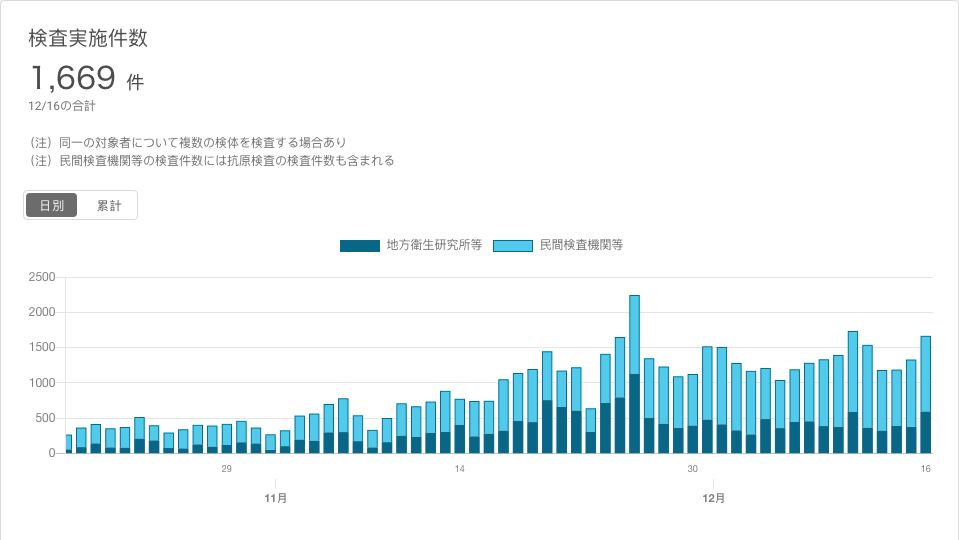 検査実施件数
1,669 件
12/16の合計
（注）同一の対象者について複数の検体を検査する場合あり
（注）民間検査機関等の検査件数には抗原検査の検査件数も含まれる
日別 累計
地方衛生研究所等 民間検査機関等
2500
2000
1500
1000
500
0
29 14 30 16
11月 12月